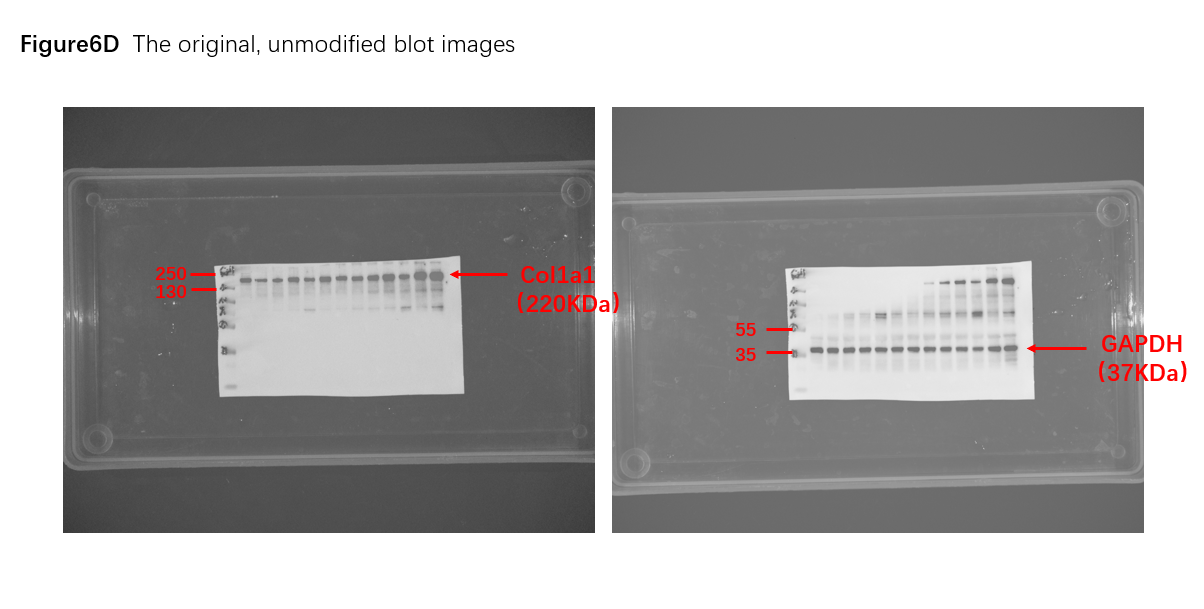 Figure6D The original, unmodified blot images
250
130
Col1a1
(220KDa)
55
35
GAPDH
(37KDa)